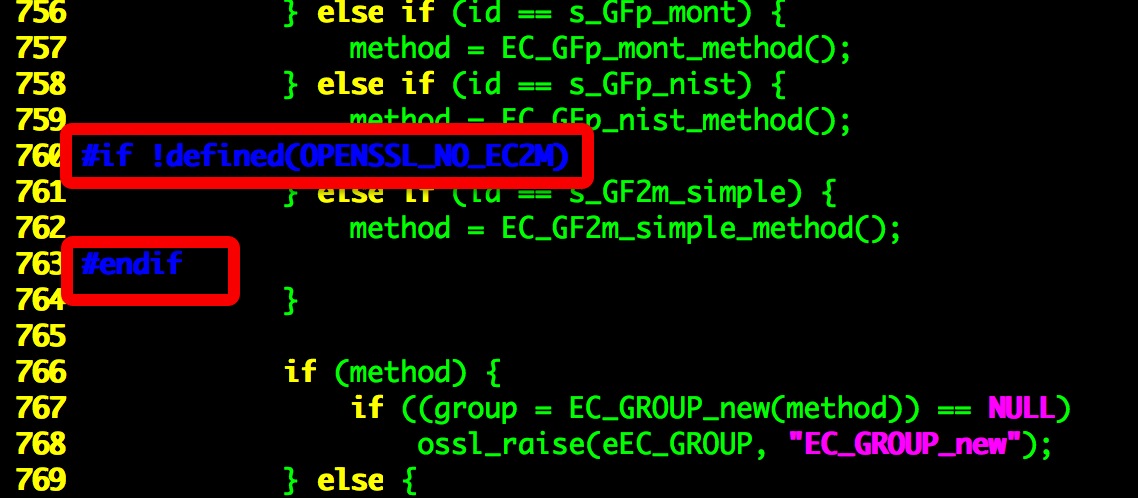 756 } else if (id == s_GFp_mont) {
757 method = EC_GFp_mont_method();
758 } else if (id == s_GFp_nist) {
759 method = EC_GFp_nist_method();
760 #if !defined(OPENSSL_NO_EC2M)
761 } else if (id == s_GF2m_simple) {
762 method = EC_GF2m_simple_method();
763 #endif
764 }
765
766 if (method) {
767 if ((group = EC_GROUP_new(method)) == NULL)
768 ossl_raise(eEC_GROUP, "EC_GROUP_new");
769 } else {